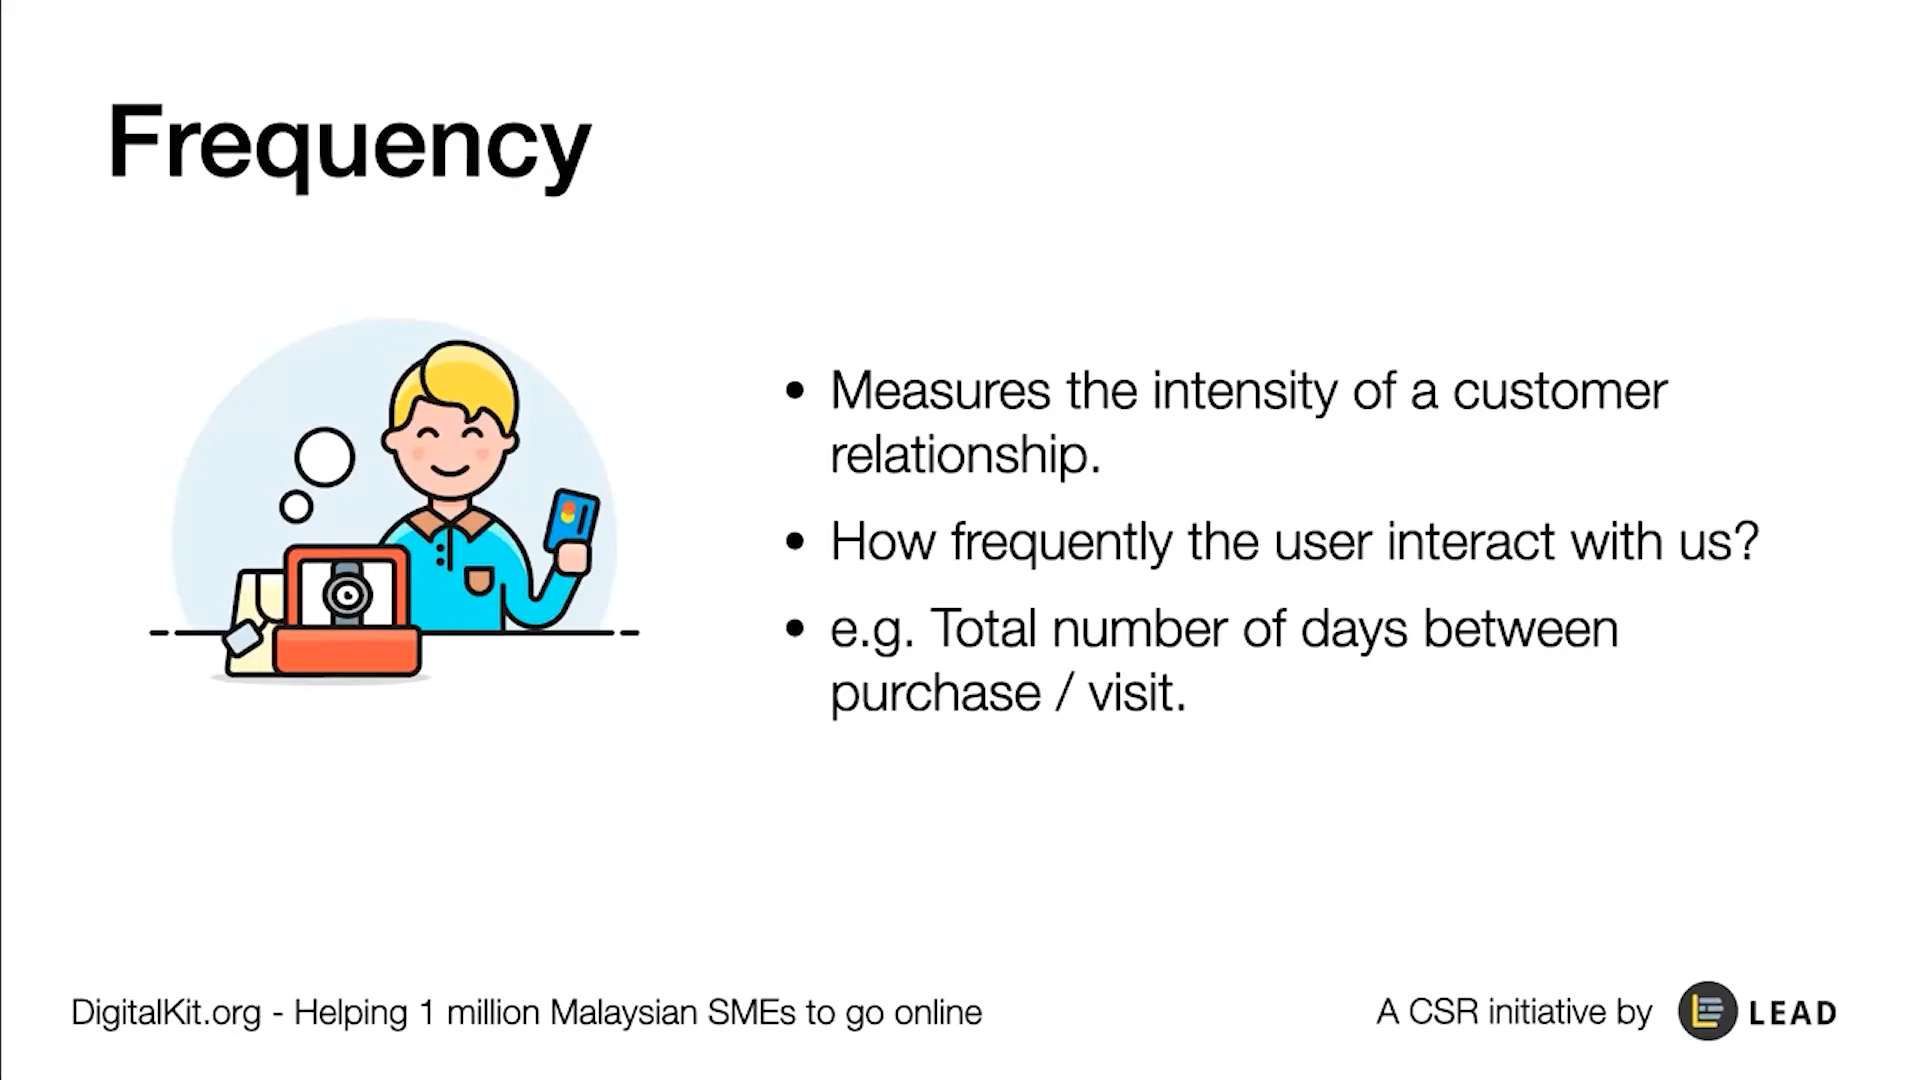 Frequency
• Measures the intensity of a customer
relationship.
• How frequently the user interact with us?
• e.g. Total number of days between
purchase / visit.
DigitalKit.org - Helping 1 million Malaysian SMEs to go online
A CSR initiative by LEAD